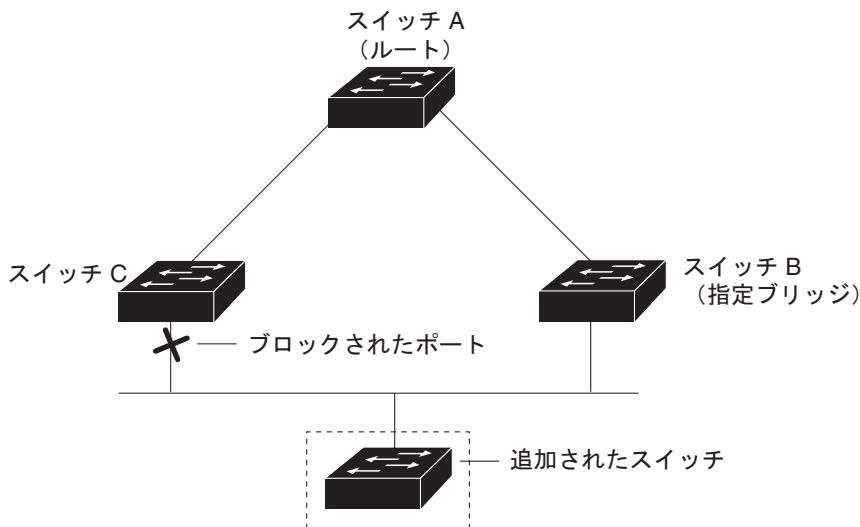 スイッチ A
（ルート）
スイッチ C
スイッチ B
（指定ブリッジ）
ブロックされたポート
追加されたスイッチ